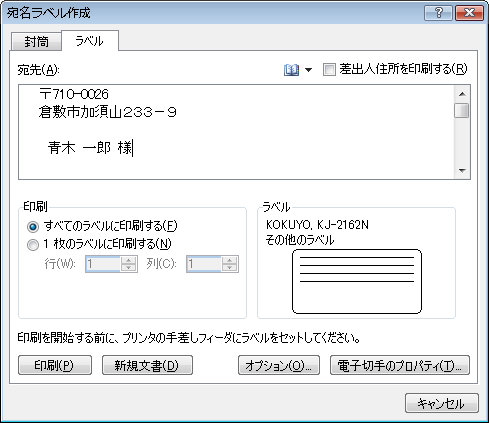 宛名ラベル作成
封筒
ラベル
宛先(A):
差出人住所を印刷する(R)
〒710-0026
倉敷市加須山２３３－９
青木 一郎 様
印刷
すべてのラベルに印刷する(F)
1 枚のラベルに印刷する(N)
行(W): 1 列(C): 1
ラベル
KOKUYO, KJ-2162N
その他のラベル
印刷を開始する前に、プリンタの手差しフィーダにラベルをセットしてください。
印刷(P)
新規文書(D)
オプション(O)...
電子切手のプロパティ(T)...
キャンセル